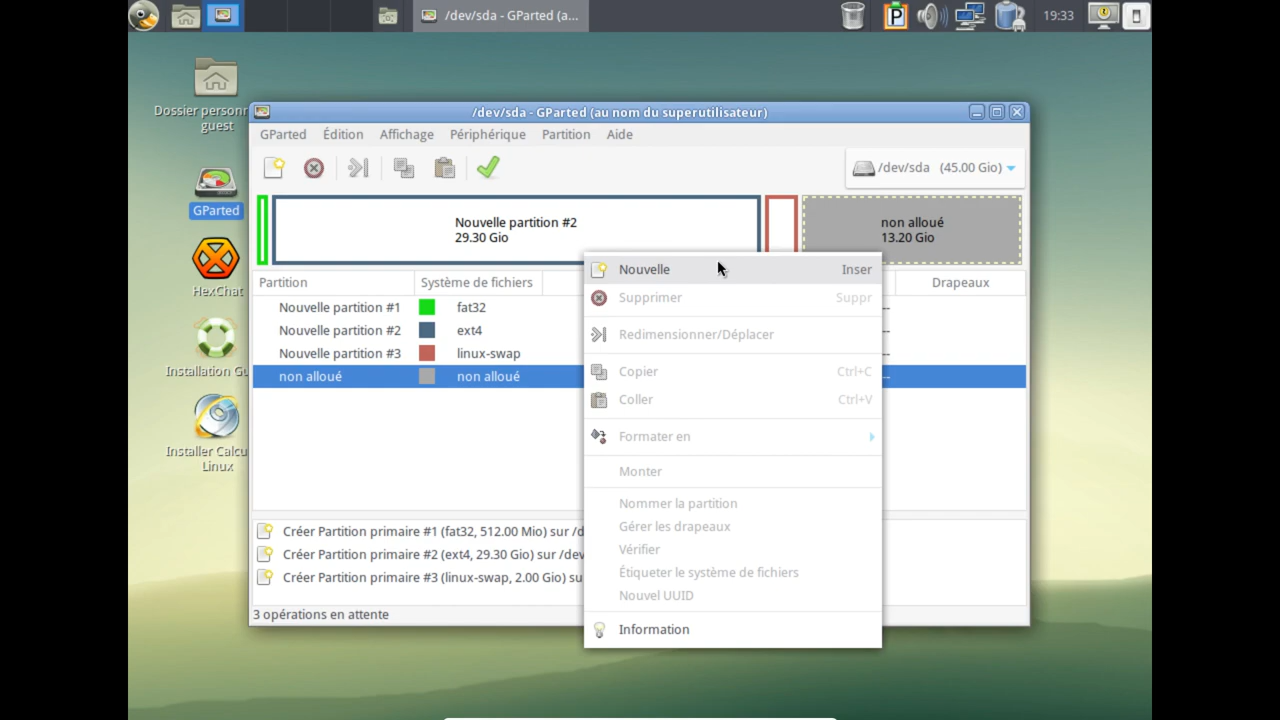 /dev/sda - GParted (a...
P
19:33
Dossier personn
guest
GParted
HexChat
Installation Gu
Installer Calcu
Linux
/dev/sda - GParted (au nom du superutilisateur)
GParted Édition Affichage Périphérique Partition Aide
/dev/sda (45.00 Gio)
Nouvelle partition #2
29.30 Gio
non alloué
13.20 Gio
Partition Système de fichiers Drapeaux
Nouvelle partition #1 fat32 --
Nouvelle partition #2 ext4 --
Nouvelle partition #3 linux-swap --
non alloué non alloué --
Créer Partition primaire #1 (fat32, 512.00 Mio) sur /d
Créer Partition primaire #2 (ext4, 29.30 Gio) sur /dev
Créer Partition primaire #3 (linux-swap, 2.00 Gio) su
3 opérations en attente
Nouvelle Inser
Supprimer Suppr
Redimensionner/Déplacer
Copier Ctrl+C
Coller Ctrl+V
Formater en
Monter
Nommer la partition
Gérer les drapeaux
Vérifier
Étiqueter le système de fichiers
Nouvel UUID
Information